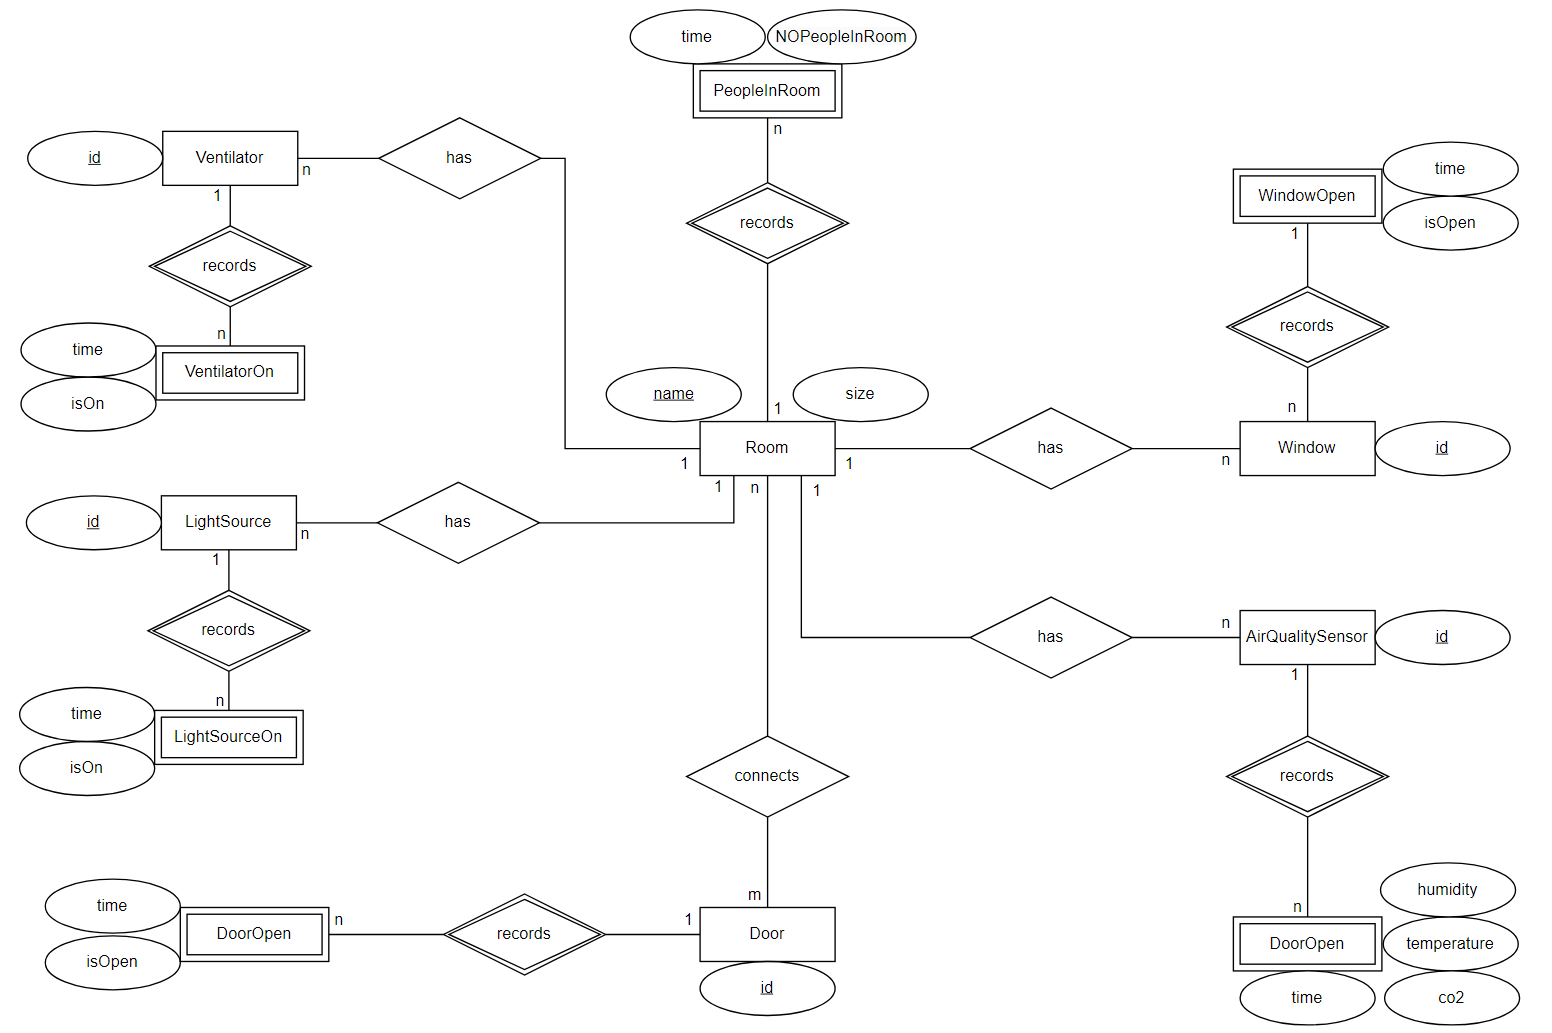 time
NOPeopleInRoom
PeopleInRoom
n
id
Ventilator
n
has
1
records
n
time
VentilatorOn
isOn
records
1
time
WindowOpen
isOpen
1
records
n
name
size
Room
1
1
1
n
1
has
n
Window
id
id
LightSource
n
has
1
records
n
time
LightSourceOn
isOn
has
n
AirQualitySensor
id
1
records
n
connects
m
time
DoorOpen
isOpen
n
records
1
Door
id
humidity
DoorOpen
temperature
time
co2